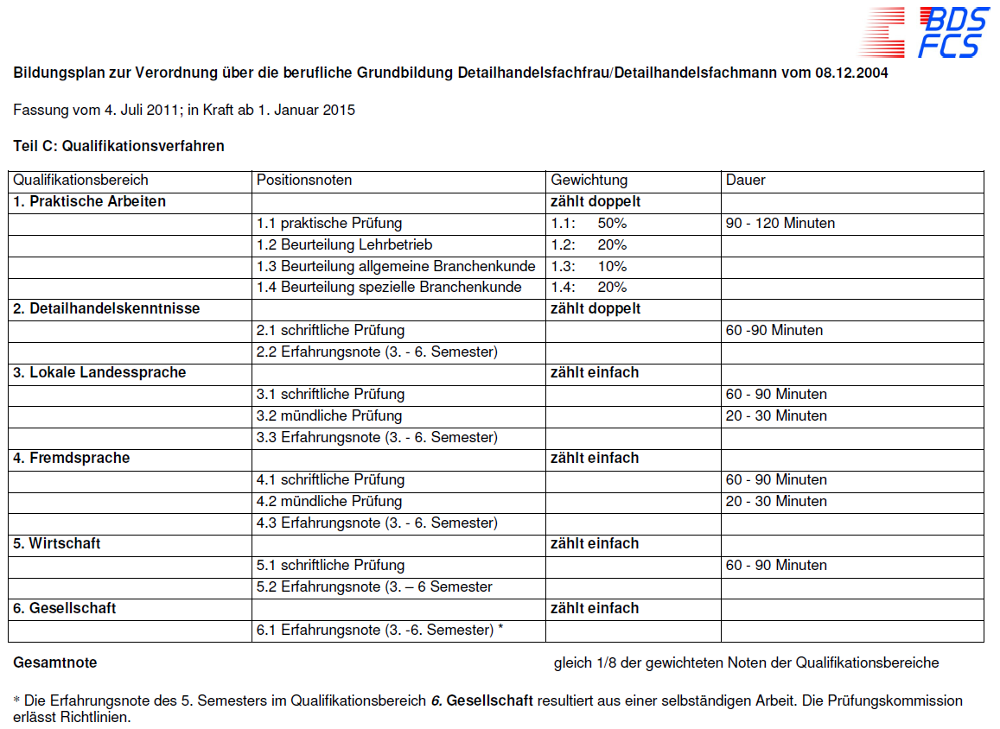 BDS
FCS
Bildungsplan zur Verordnung über die berufliche Grundbildung Detailhandelsfachfrau/Detailhandelsfachmann vom 08.12.2004
Fassung vom 4. Juli 2011; in Kraft ab 1. Januar 2015
Teil C: Qualifikationsverfahren
Qualifikationsbereich Positionsnoten Gewichtung Dauer
1. Praktische Arbeiten zählt doppelt
1.1 praktische Prüfung 1.1: 50% 90 - 120 Minuten
1.2 Beurteilung Lehrbetrieb 1.2: 20%
1.3 Beurteilung allgemeine Branchenkunde 1.3: 10%
1.4 Beurteilung spezielle Branchenkunde 1.4: 20%
2. Detailhandelskenntnisse zählt doppelt
2.1 schriftliche Prüfung 60 -90 Minuten
2.2 Erfahrungsnote (3. - 6. Semester)
3. Lokale Landessprache zählt einfach
3.1 schriftliche Prüfung 60 - 90 Minuten
3.2 mündliche Prüfung 20 - 30 Minuten
3.3 Erfahrungsnote (3. - 6. Semester)
4. Fremdsprache zählt einfach
4.1 schriftliche Prüfung 60 - 90 Minuten
4.2 mündliche Prüfung 20 - 30 Minuten
4.3 Erfahrungsnote (3. - 6. Semester)
5. Wirtschaft zählt einfach
5.1 schriftliche Prüfung 60 - 90 Minuten
5.2 Erfahrungsnote (3. – 6 Semester
6. Gesellschaft zählt einfach
6.1 Erfahrungsnote (3. -6. Semester) *
Gesamtnote gleich 1/8 der gewichteten Noten der Qualifikationsbereiche
* Die Erfahrungsnote des 5. Semesters im Qualifikationsbereich 6. Gesellschaft resultiert aus einer selbständigen Arbeit. Die Prüfungskommission
erlässt Richtlinien.